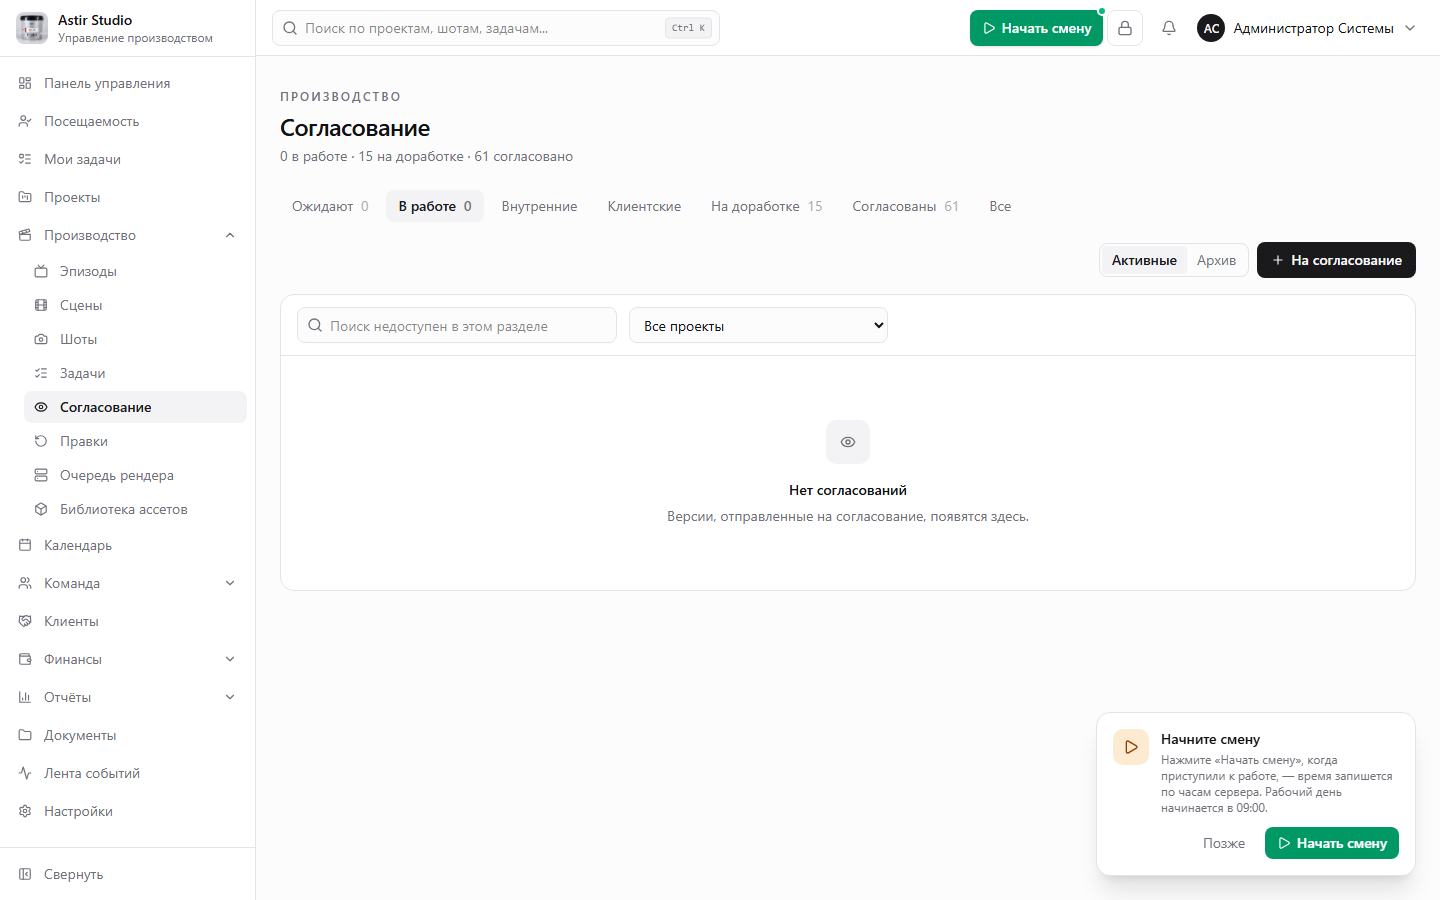 Astir Studio
Управление производством
Поиск по проектам, шотам, задачам...
Ctrl K
Начать смену
АС
Администратор Системы
Панель управления
Посещаемость
Мои задачи
Проекты
Производство
Эпизоды
Сцены
Шоты
Задачи
Согласование
Правки
Очередь рендера
Библиотека ассетов
Календарь
Команда
Клиенты
Финансы
Отчёты
Документы
Лента событий
Настройки
Свернуть
ПРОИЗВОДСТВО
Согласование
0 в работе · 15 на доработке · 61 согласовано
Ожидают 0
В работе 0
Внутренние
Клиентские
На доработке 15
Согласованы 61
Все
Активные
Архив
На согласование
Поиск недоступен в этом разделе
Все проекты
Нет согласований
Версии, отправленные на согласование, появятся здесь.
Начните смену
Нажмите «Начать смену», когда
приступили к работе, — время запишется
по часам сервера. Рабочий день
начинается в 09:00.
Позже
Начать смену